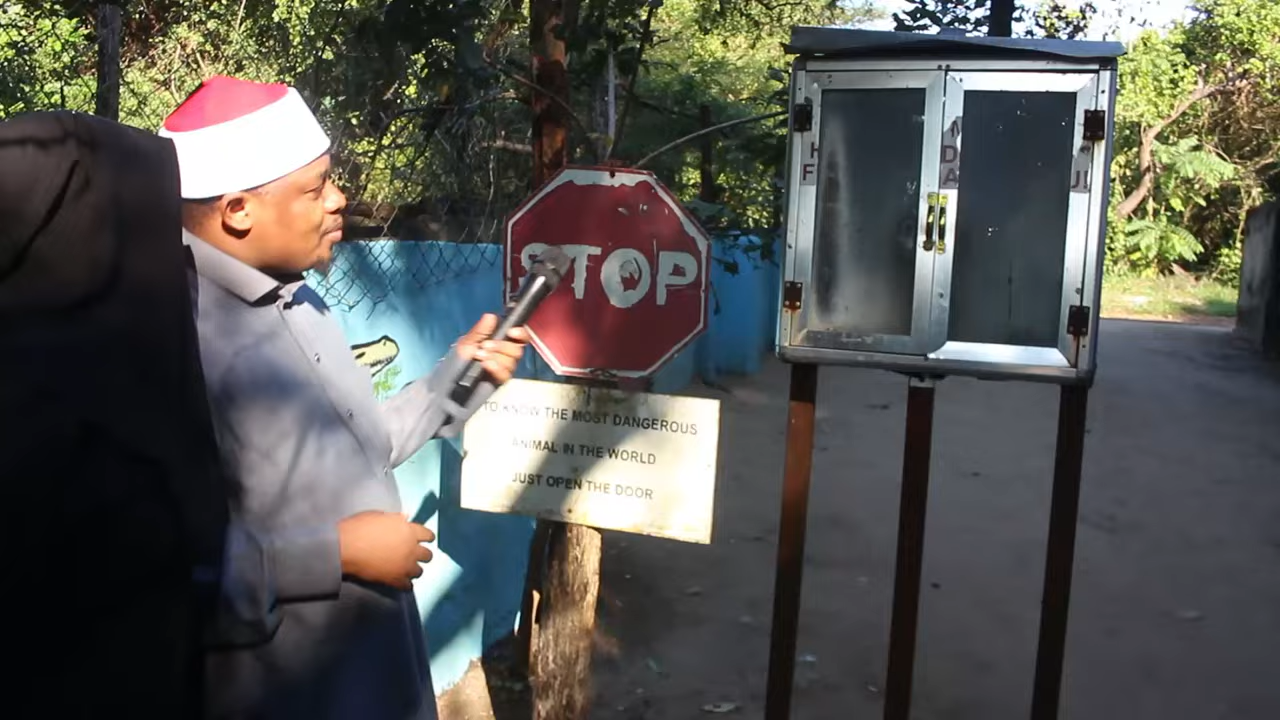 STOP
TO KNOW THE MOST DANGEROUS
ANIMAL IN THE WORLD
JUST OPEN THE DOOR